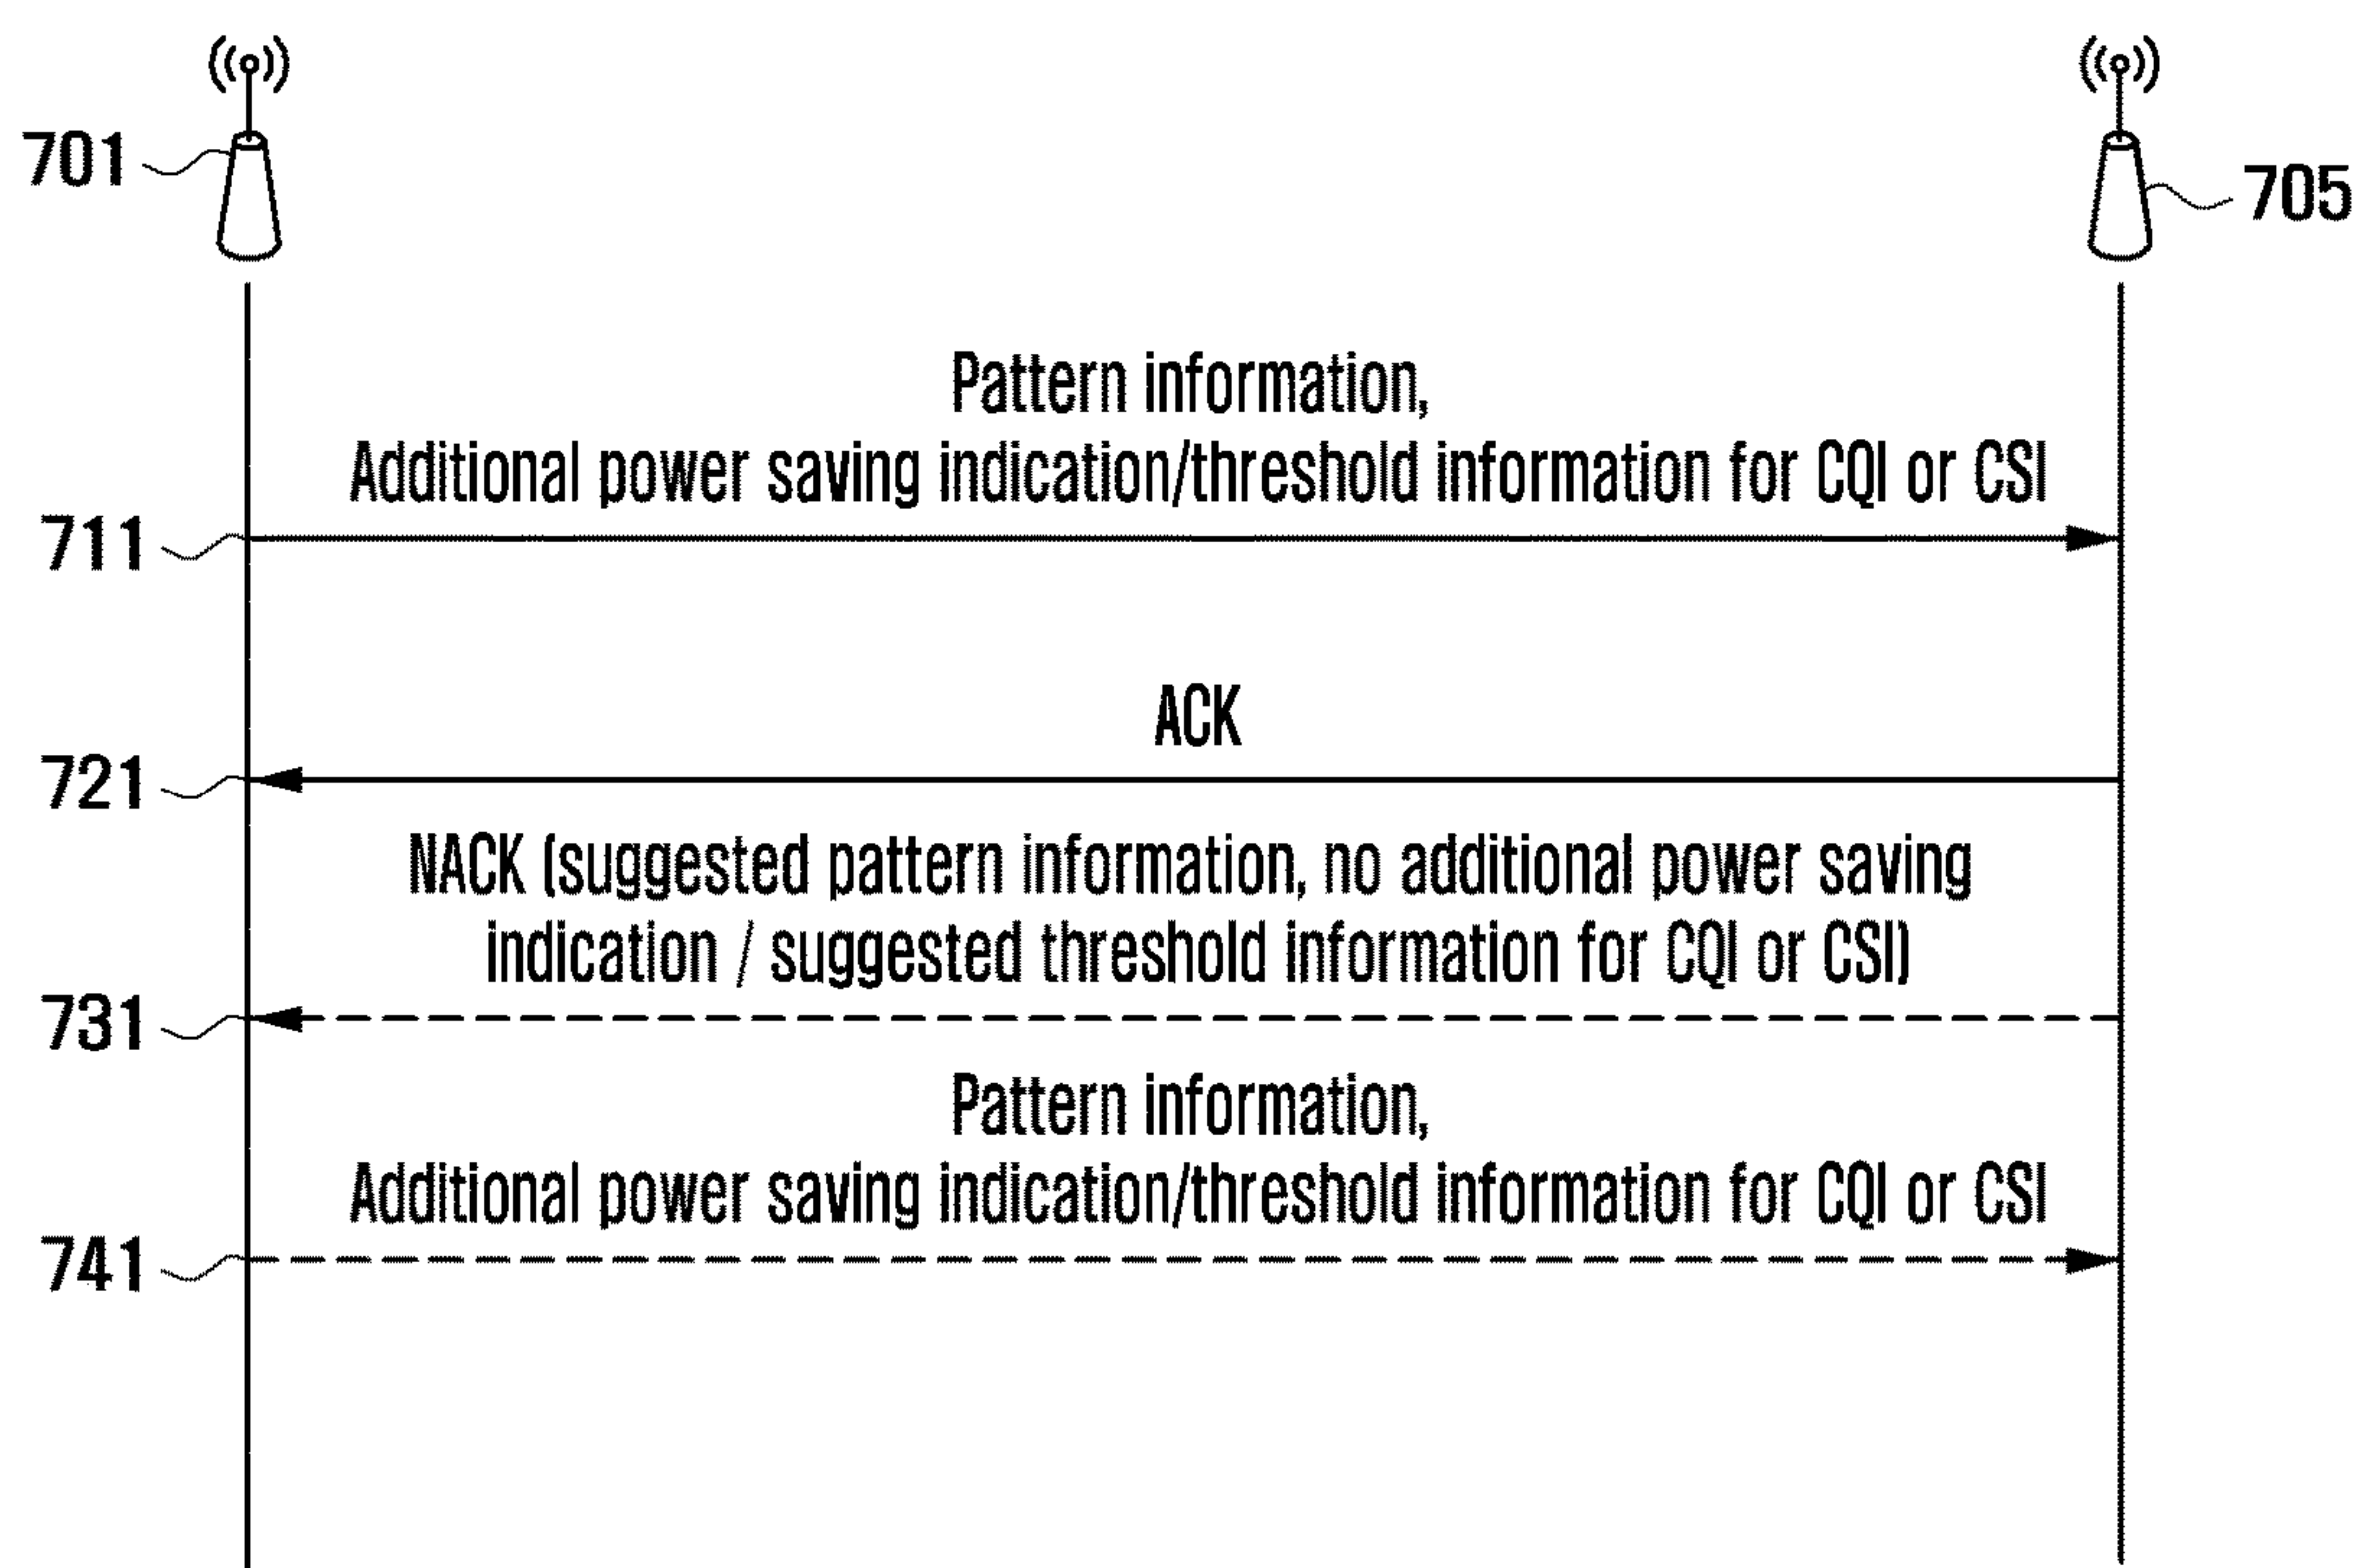 701
705
Pattern information,
Additional power saving indication/threshold information for CQI or CSI
711
ACK
721
NACK (suggested pattern information, no additional power saving
indication / suggested threshold information for CQI or CSI)
731
Pattern information,
Additional power saving indication/threshold information for CQI or CSI
741